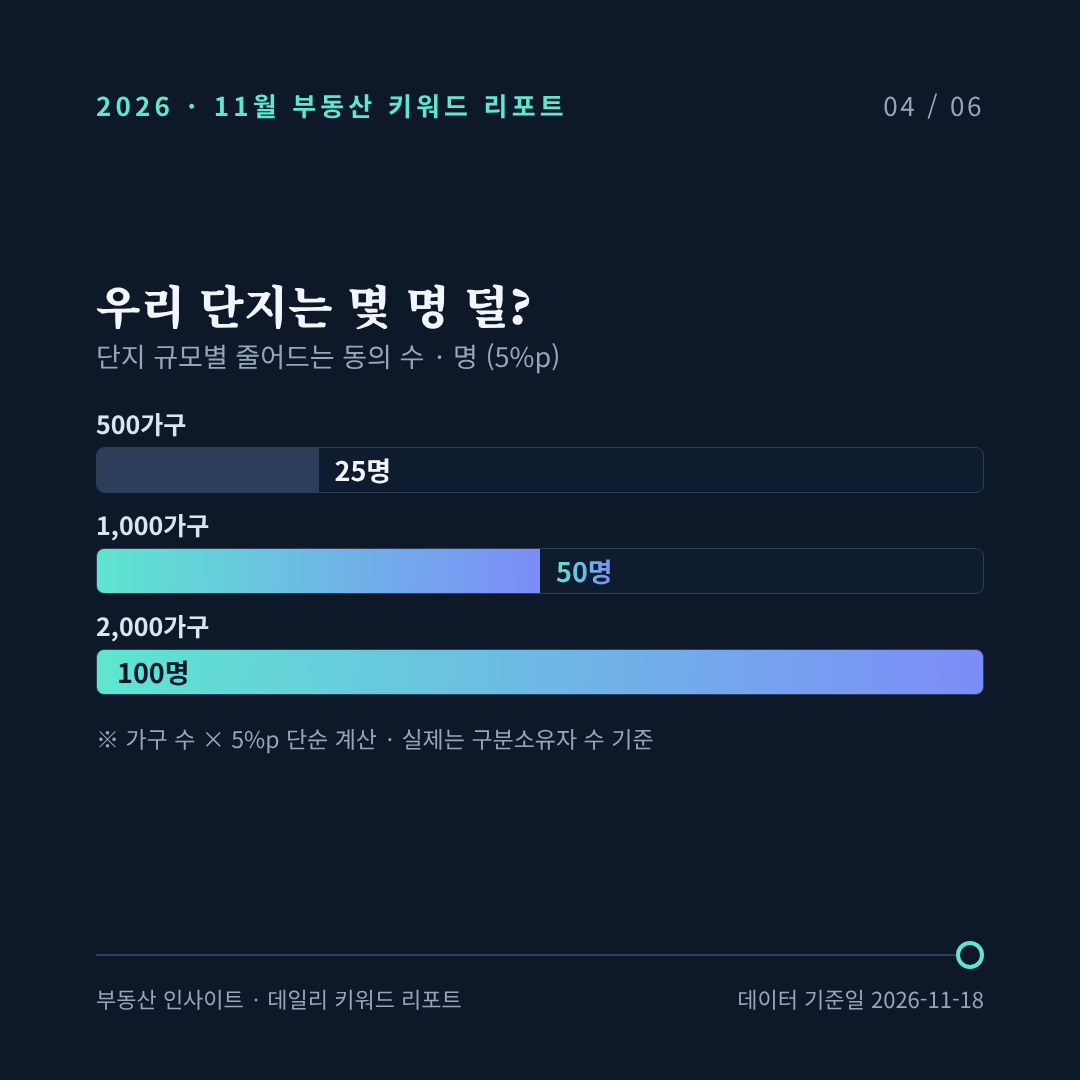 2026 · 11월 부동산 키워드 리포트
04 / 06
우리 단지는 몇 명 덜?
단지 규모별 줄어드는 동의 수 · 명 (5%p)
500가구
25명
1,000가구
50명
2,000가구
100명
※ 가구 수 × 5%p 단순 계산 · 실제는 구분소유자 수 기준
부동산 인사이트 · 데일리 키워드 리포트
데이터 기준일 2026-11-18